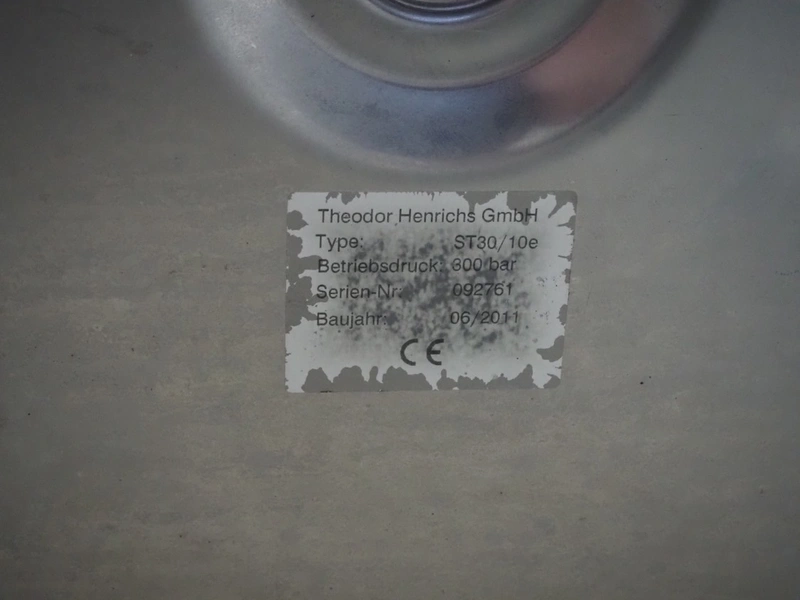 Theodor Henrichs GmbH
Type: ST30/10e
Betriebsdruck: 300 bar
Serien-Nr: 092761
Baujahr: 06/2011
CE